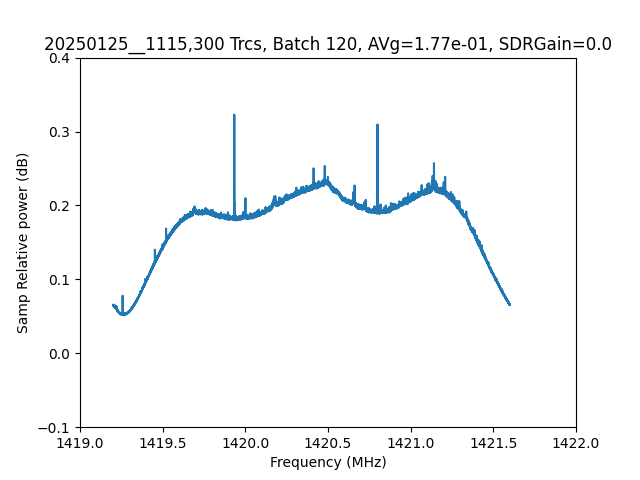 20250125__1115,300 Trcs, Batch 120, AVg=1.77e-01, SDRGain=0.0
0.4
0.3
0.2
0.1
0.0
−0.1
Samp Relative power (dB)
1419.0 1419.5 1420.0 1420.5 1421.0 1421.5 1422.0
Frequency (MHz)